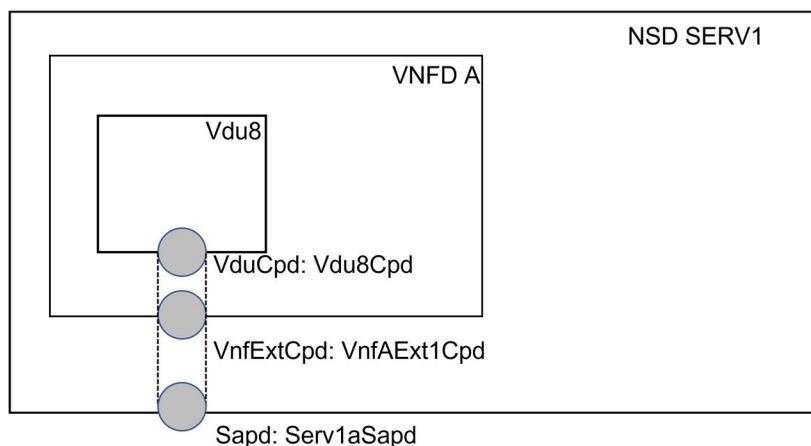 NSD SERV1
VNFD A
Vdu8
VduCpd: Vdu8Cpd
VnfExtCpd: VnfAExt1Cpd
Sapd: Serv1aSapd